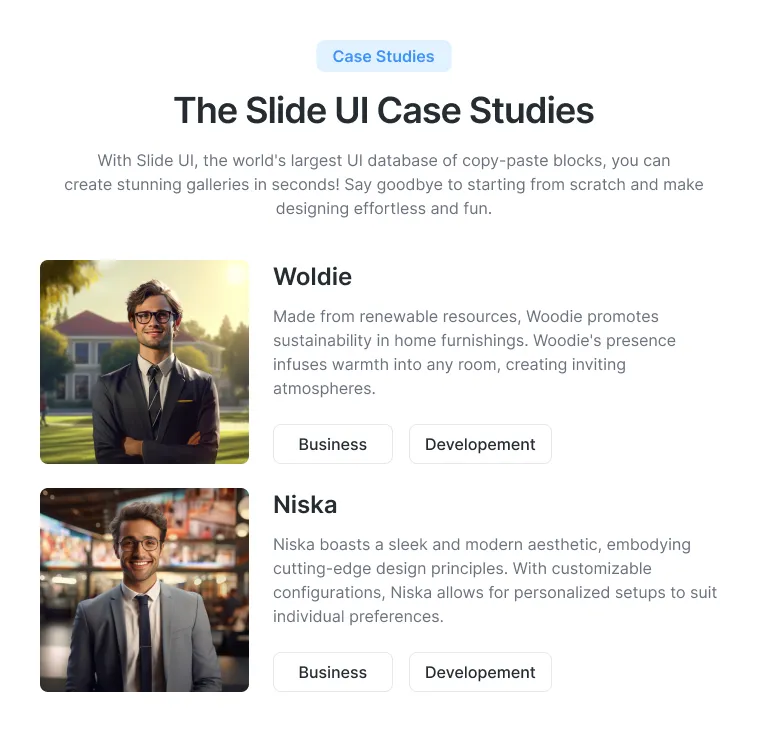 Case Studies
The Slide UI Case Studies
With Slide UI, the world's largest UI database of copy-paste blocks, you can
create stunning galleries in seconds! Say goodbye to starting from scratch and make
designing effortless and fun.
Woldie
Made from renewable resources, Woodie promotes
sustainability in home furnishings. Woodie's presence
infuses warmth into any room, creating inviting
atmospheres.
Business
Developement
Niska
Niska boasts a sleek and modern aesthetic, embodying
cutting-edge design principles. With customizable
configurations, Niska allows for personalized setups to suit
individual preferences.
Business
Developement